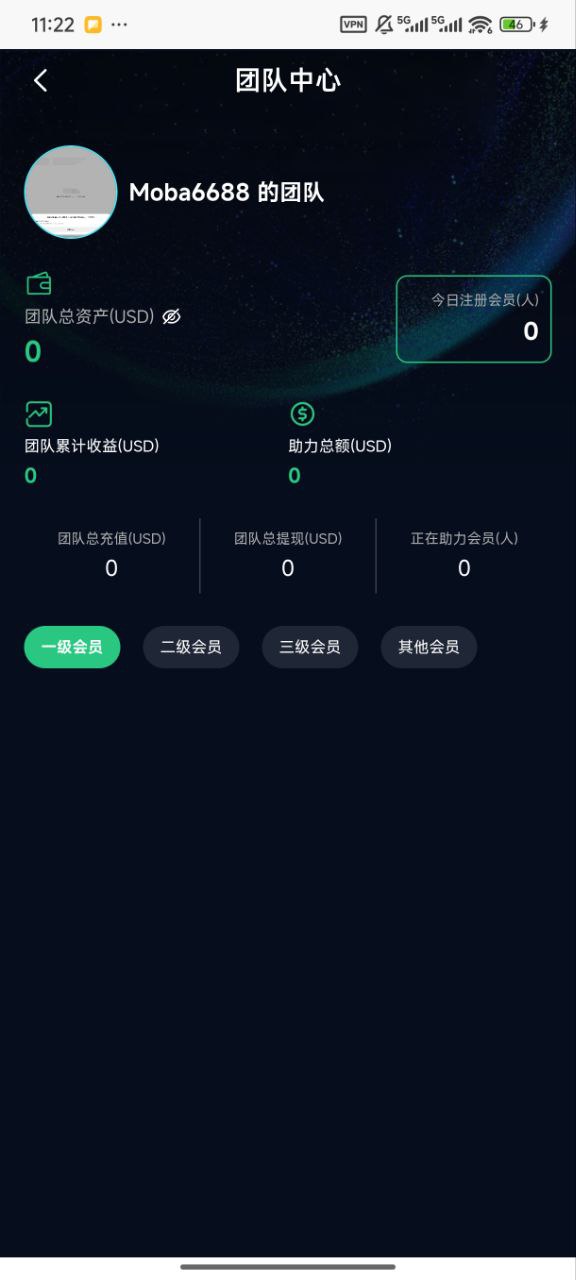 11:22
VPN 5G 5G 6 46
团队中心
Moba6688 的团队
团队总资产(USD)
0
今日注册会员(人)
0
团队累计收益(USD)
0
助力总额(USD)
0
团队总充值(USD)
0
团队总提现(USD)
0
正在助力会员(人)
0
一级会员 二级会员 三级会员 其他会员